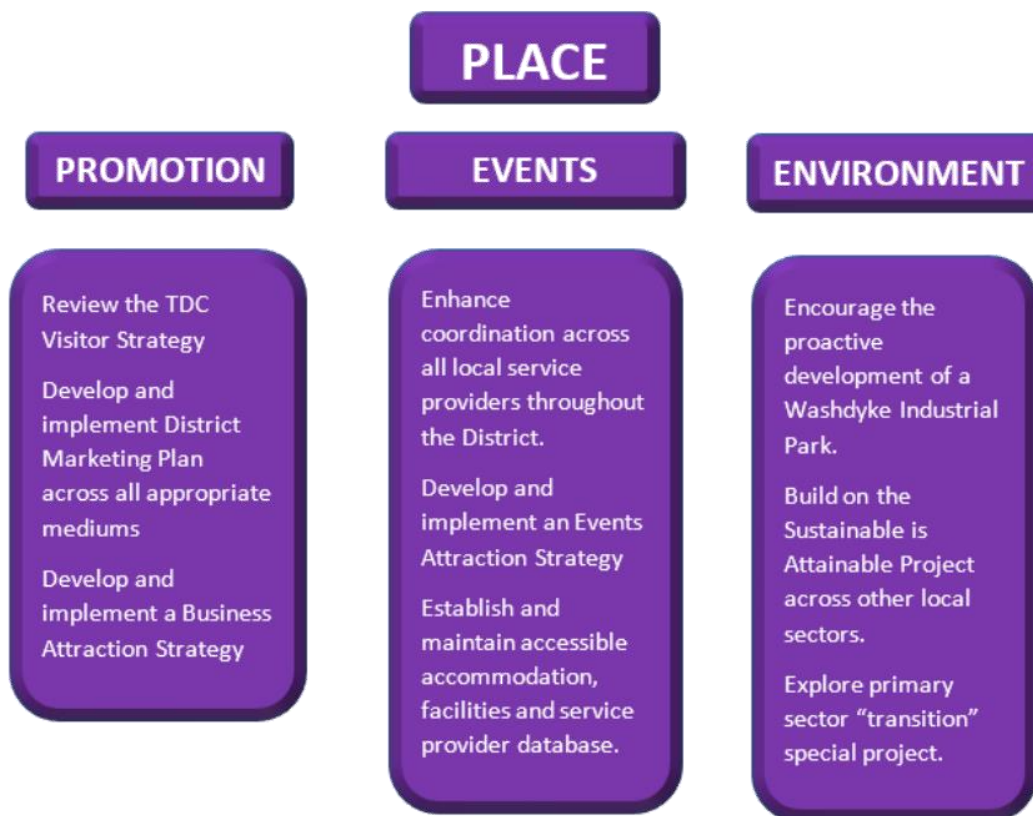 PLACE
PROMOTION
EVENTS
ENVIRONMENT
Review the TDC
Visitor Strategy
Develop and
implement District
Marketing Plan
across all appropriate
mediums
Develop and
implement a Business
Attraction Strategy
Enhance
coordination across
all local service
providers throughout
the District.
Develop and
implement an Events
Attraction Strategy
Establish and
maintain accessible
accommodation,
facilities and service
provider database.
Encourage the
proactive
development of a
Washdyke Industrial
Park.
Build on the
Sustainable is
Attainable Project
across other local
sectors.
Explore primary
sector “transition”
special project.